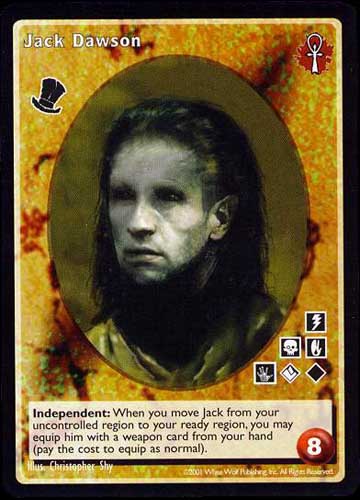 Jack Dawson
Independent: When you move Jack from your
uncontrolled region to your ready region, you may
equip him with a weapon card from your hand
(pay the cost to equip as normal).
8
Illus. Christopher Shy
©2001 White Wolf Publishing, Inc. All Rights Reserved.